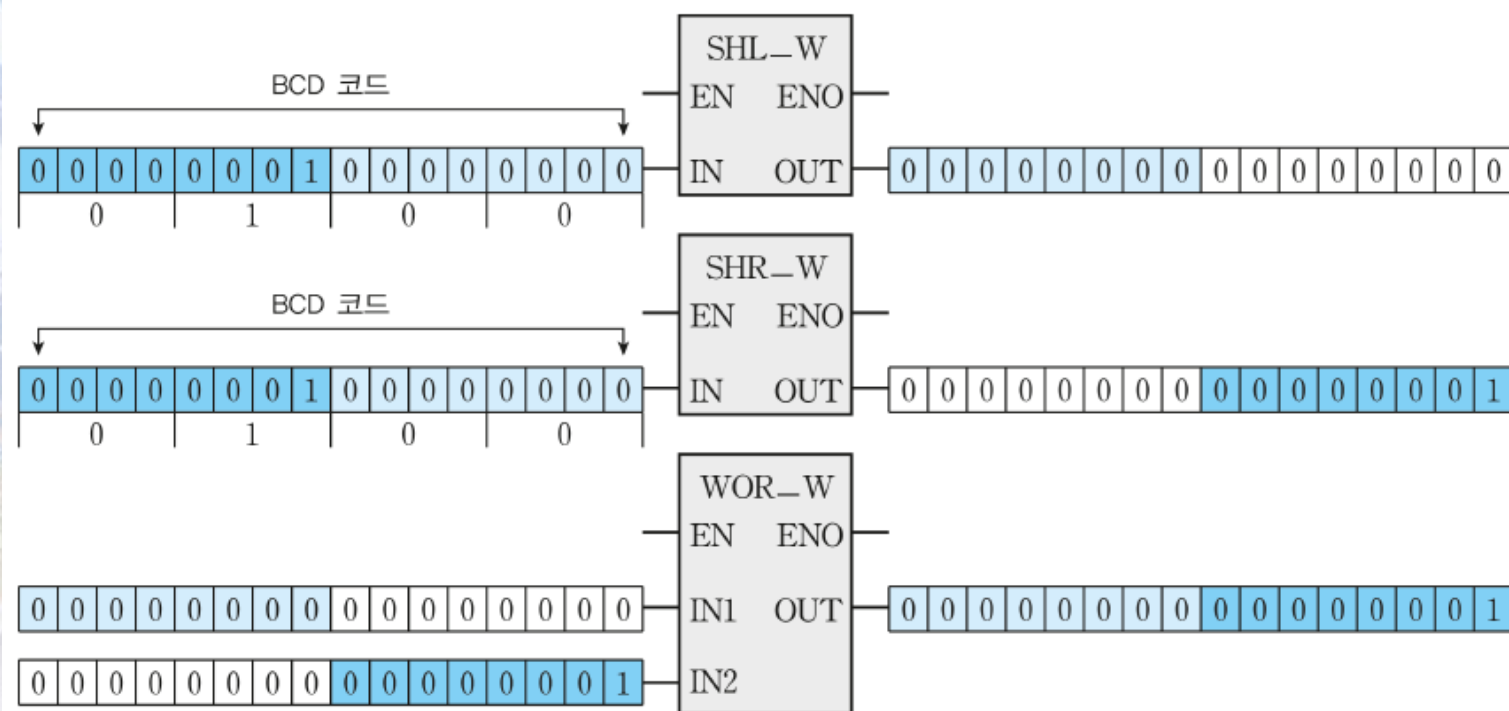 SHL_W
BCD 코드
EN ENO
0 0 0 0 0 0 0 1 0 0 0 0 0 0 0 0 IN OUT 0 0 0 0 0 0 0 0 0 0 0 0 0 0 0 0
0 1 0 0
SHR_W
BCD 코드
EN ENO
0 0 0 0 0 0 0 1 0 0 0 0 0 0 0 0 IN OUT 0 0 0 0 0 0 0 0 0 0 0 0 0 0 0 1
0 1 0 0
WOR_W
EN ENO
0 0 0 0 0 0 0 0 0 0 0 0 0 0 0 0 IN1 OUT 0 0 0 0 0 0 0 0 0 0 0 0 0 0 0 1
0 0 0 0 0 0 0 0 0 0 0 0 0 0 0 1 IN2